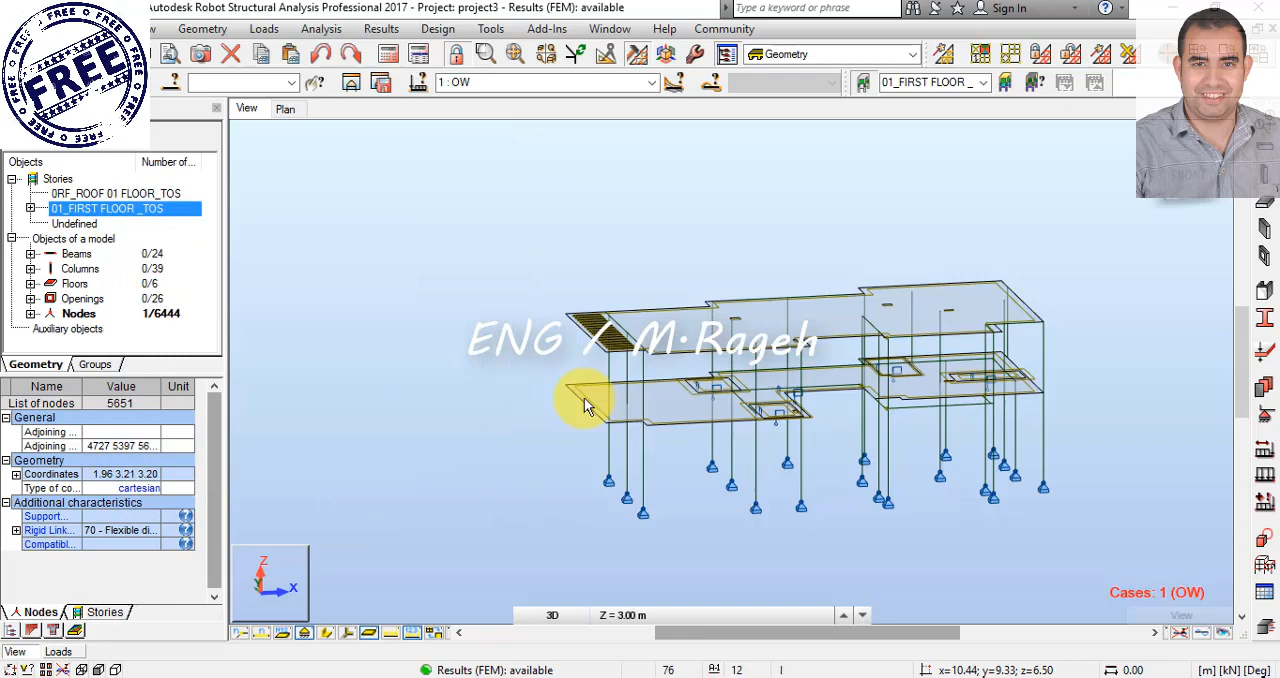 Autodesk Robot Structural Analysis Professional 2017 - Project: project3 - Results (FEM): available
Type a keyword or phrase
Sign In
Geometry Loads Analysis Results Design Tools Add-Ins Window Help Community
Geometry
1 : OW
01_FIRST FLOOR _
FREE
FREE
View Plan
Objects Number of...
Stories
0RF_ROOF 01 FLOOR_TOS
01_FIRST FLOOR _TOS
Undefined
Objects of a model
Beams 0/24
Columns 0/39
Floors 0/6
Openings 0/26
Nodes 1/6444
Auxiliary objects
Geometry Groups
Name Value Unit
List of nodes 5651
General
Adjoining ...
Adjoining ... 4727 5397 56...
Geometry
Coordinates 1.96 3.21 3.20
Type of co... cartesian
Additional characteristics
Support...
Rigid Link... 70 - Flexible di...
Compatibl...
ENG / M.Rageh
Z
Y
X
Cases: 1 (OW)
3D Z = 3.00 m
View
Nodes Stories
View Loads
Results (FEM): available 76 12 x=10.44; y=9.33; z=6.50 0.00 [m] [kN] [Deg]